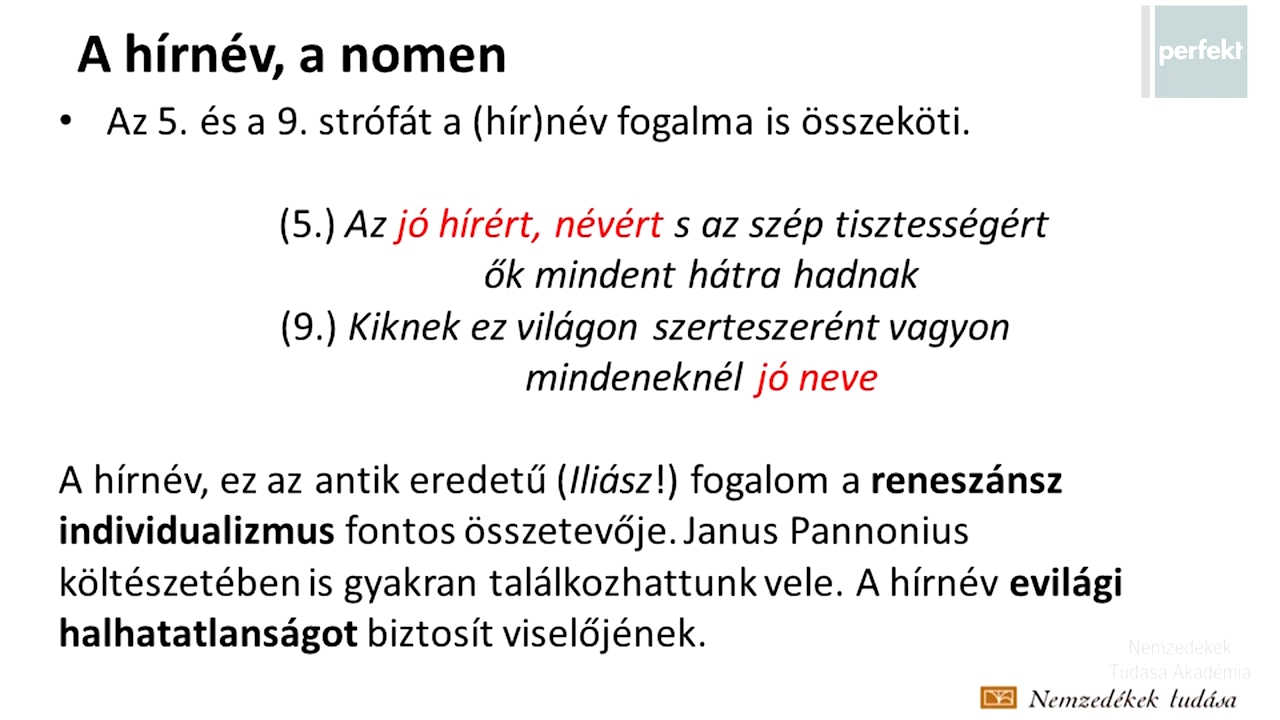 A hírnév, a nomen
perfekt
• Az 5. és a 9. strófát a (hír)név fogalma is összeköti.
(5.) Az jó hírért, névért s az szép tisztességért
ők mindent hátra hadnak
(9.) Kiknek ez világon szerteszerént vagyon
mindeneknél jó neve
A hírnév, ez az antik eredetű (Iliász!) fogalom a reneszánsz
individualizmus fontos összetevője. Janus Pannonius
költészetében is gyakran találkozhattunk vele. A hírnév evilági
halhatatlanságot biztosít viselőjének.
Nemzedékek
Tudása Akadémia
Nemzedékek tudása